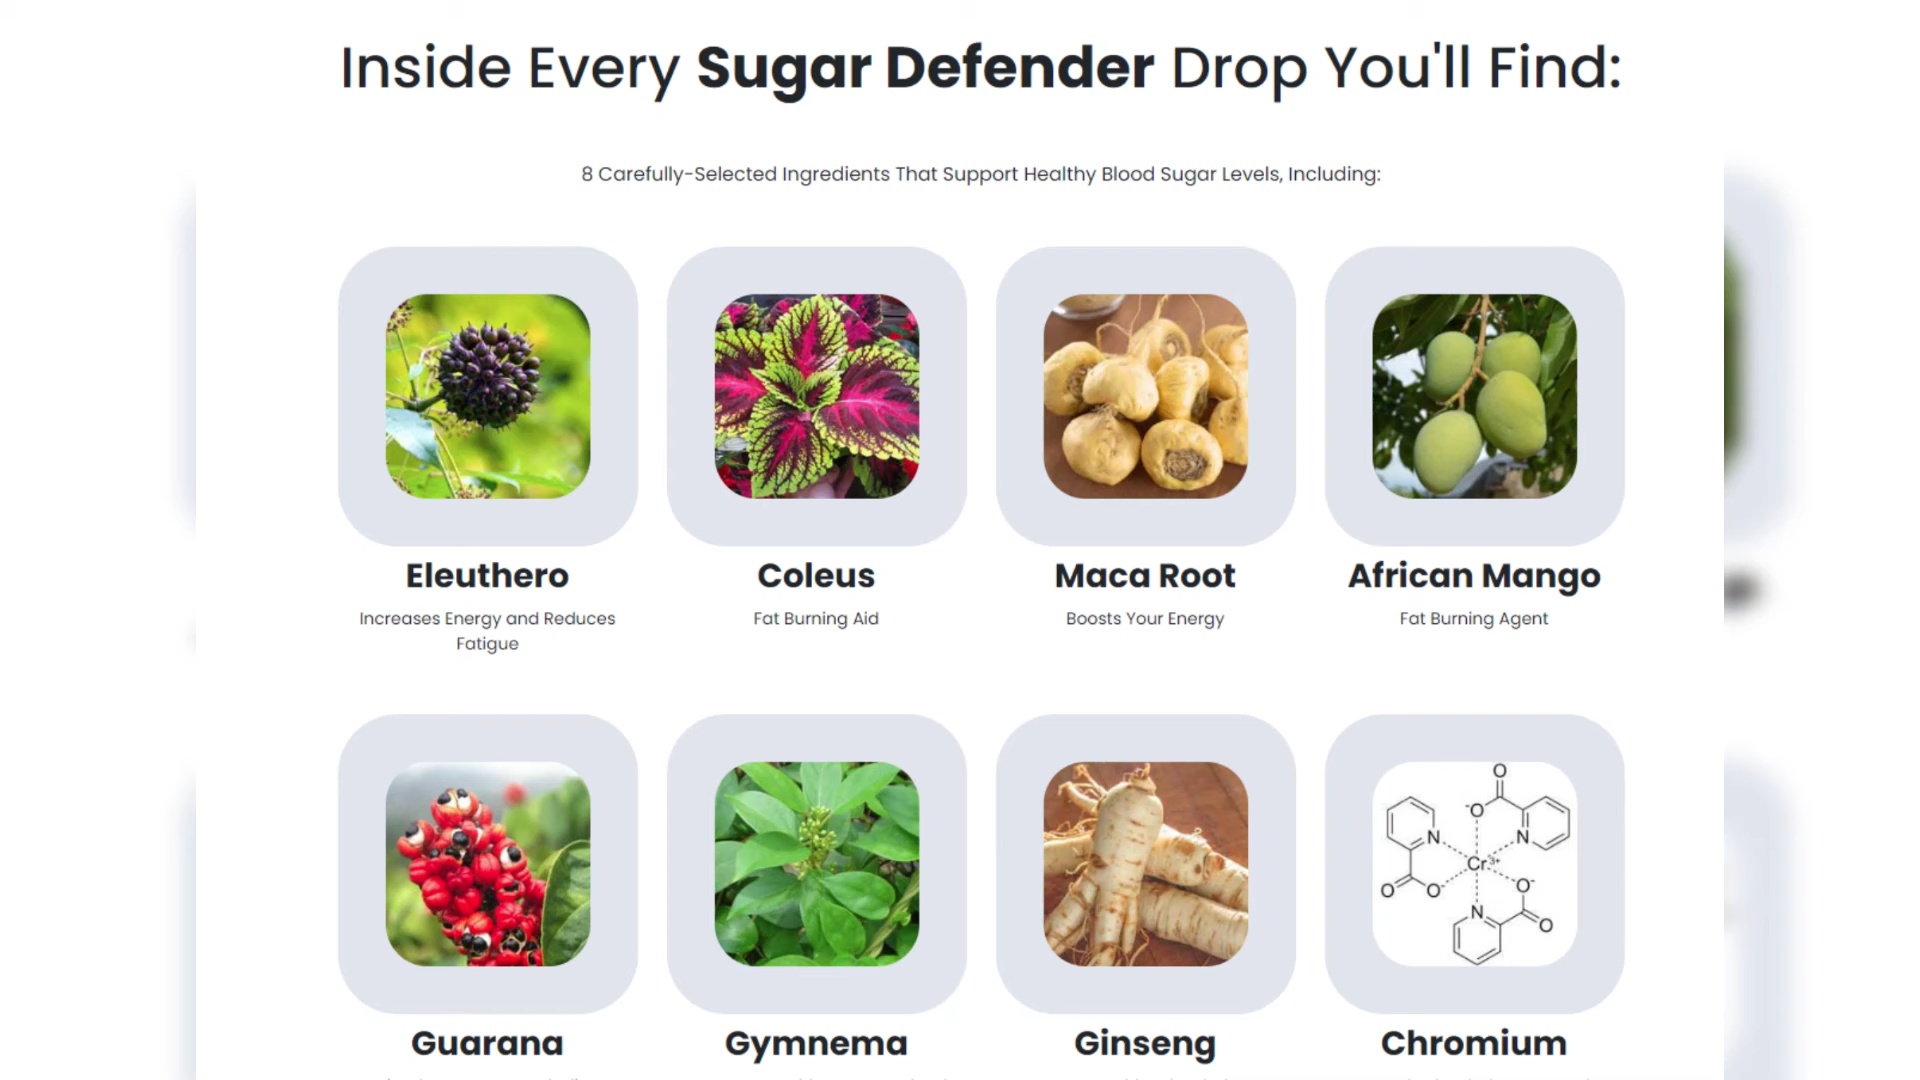 Inside Every Sugar Defender Drop You'll Find:
8 Carefully-Selected Ingredients That Support Healthy Blood Sugar Levels, Including:
Eleuthero
Increases Energy and Reduces
Fatigue
Coleus
Fat Burning Aid
Maca Root
Boosts Your Energy
African Mango
Fat Burning Agent
Guarana
Gymnema
Ginseng
O
-O
N
N
Cr3+
O
O-
O-
N
O
Chromium